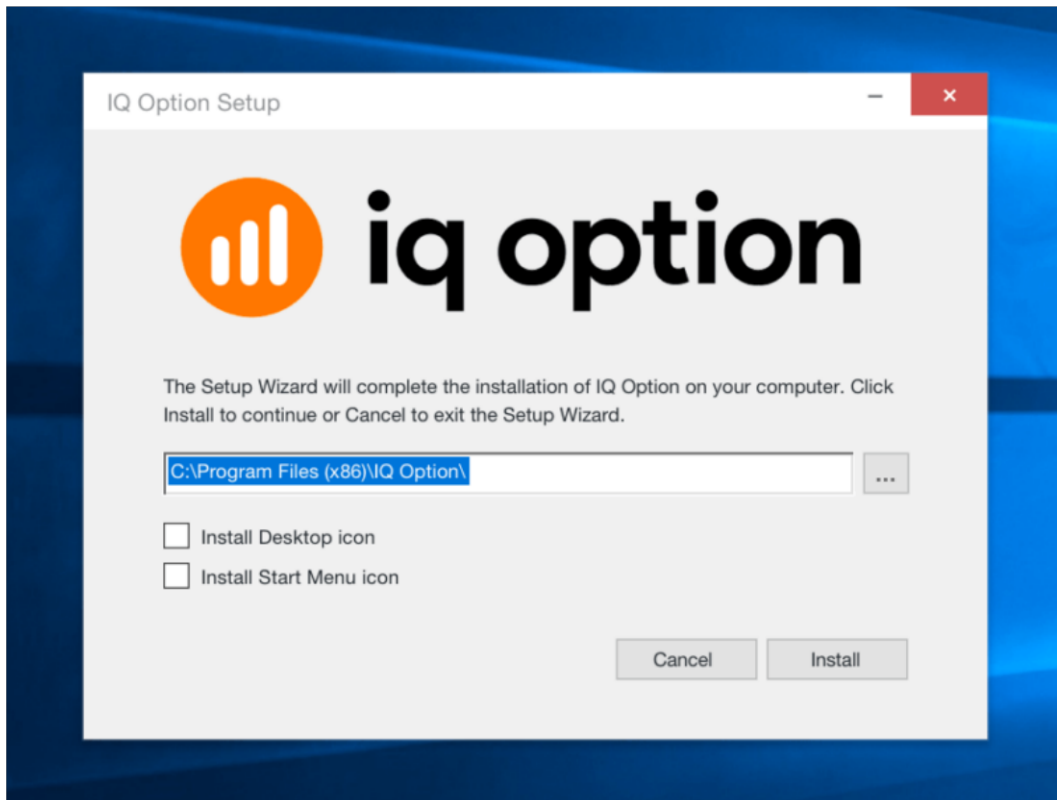 IQ Option Setup
iq option
The Setup Wizard will complete the installation of IQ Option on your computer. Click
Install to continue or Cancel to exit the Setup Wizard.
C:\Program Files (x86)\IQ Option\
...
Install Desktop icon
Install Start Menu icon
Cancel Install